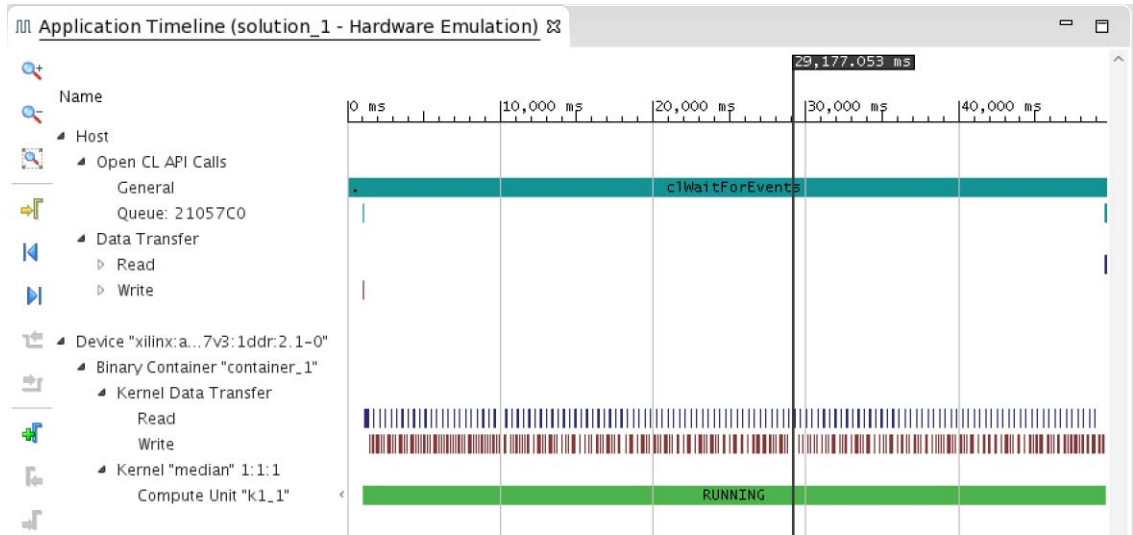 Application Timeline (solution_1 - Hardware Emulation)
29,177.053 ms
Name
0 ms 10,000 ms 20,000 ms 30,000 ms 40,000 ms
Host
Open CL API Calls
General clWaitForEvents
Queue: 21057C0
Data Transfer
Read
Write
Device "xilinx:a...7v3:1ddr:2.1-0"
Binary Container "container_1"
Kernel Data Transfer
Read
Write
Kernel "median" 1:1:1
Compute Unit "k1_1" RUNNING